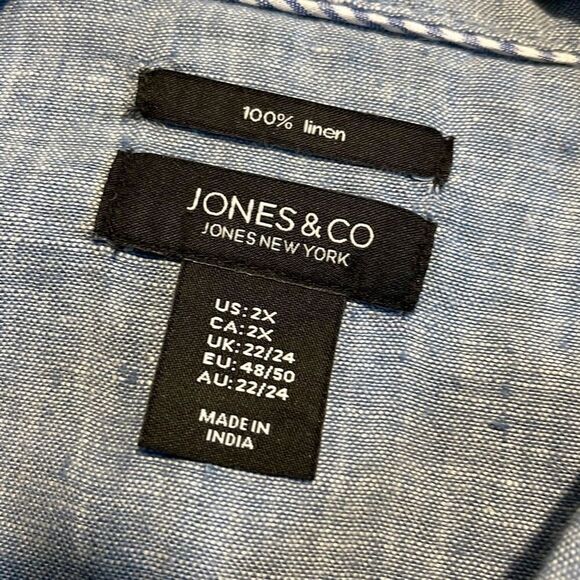 100% linen
JONES & CO
JONES NEW YORK
US: 2X
CA: 2X
UK: 22/24
EU: 48/50
AU: 22/24
MADE IN
INDIA